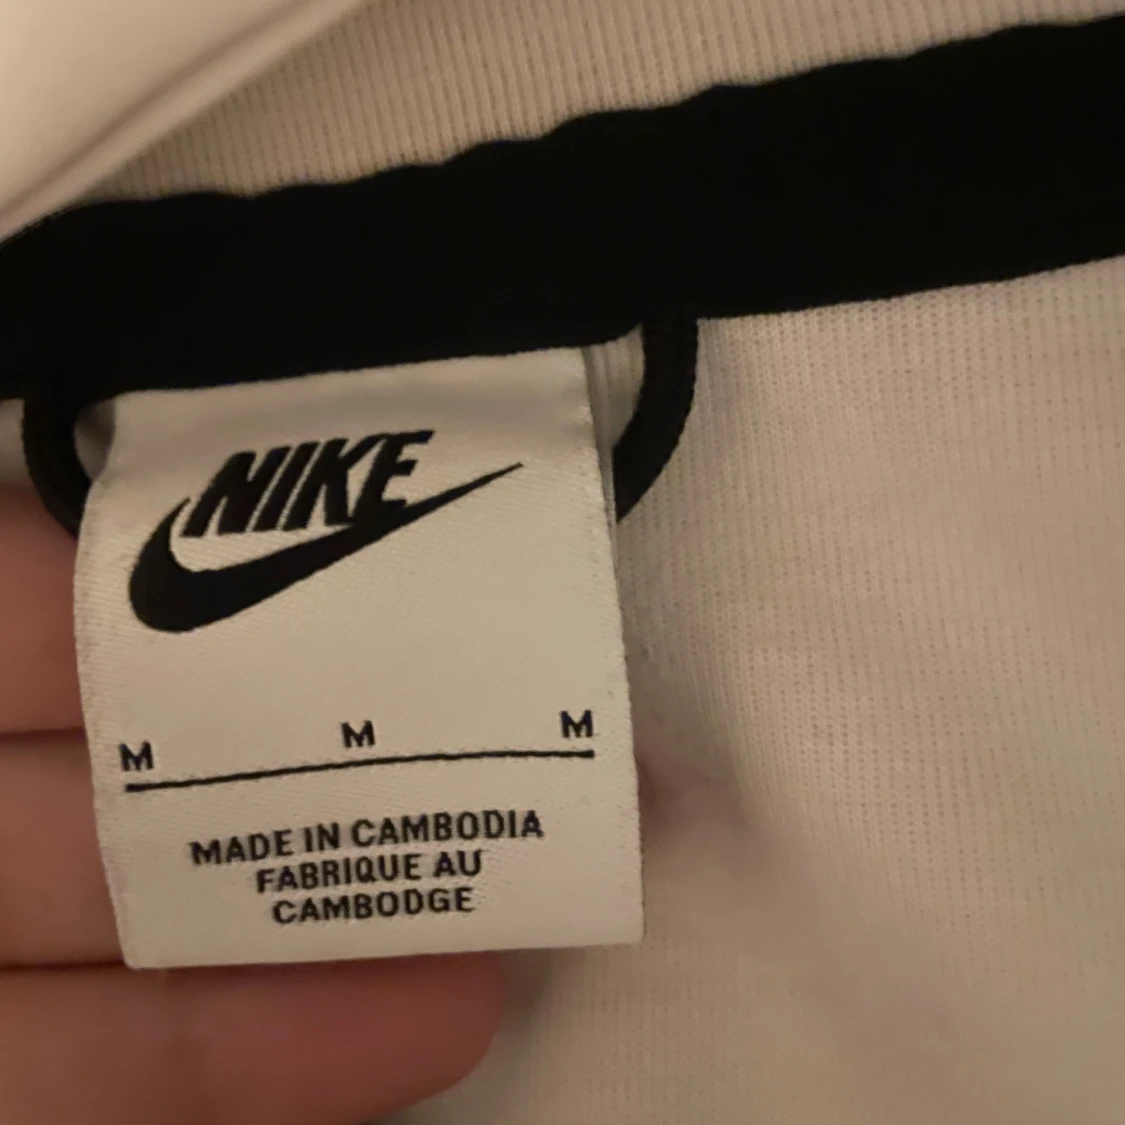 NIKE
M M M
MADE IN CAMBODIA
FABRIQUE AU
CAMBODGE